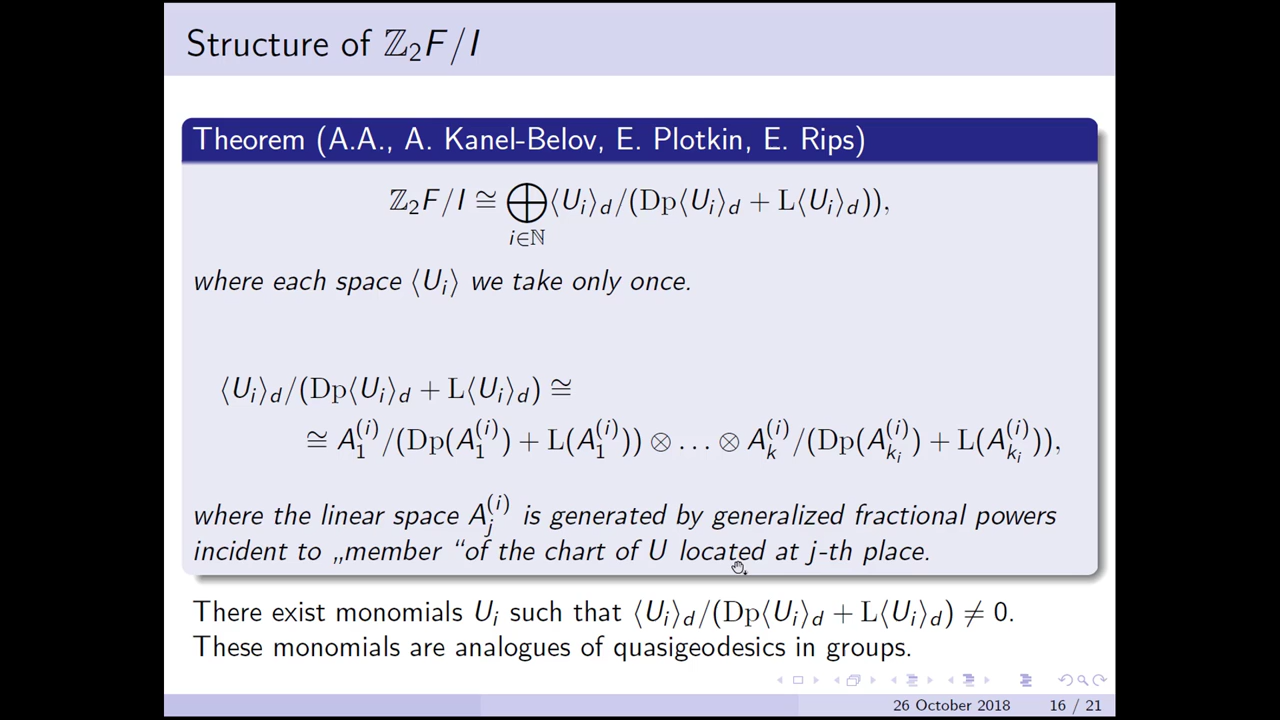 Structure of ℤ₂F/I
Theorem (A.A., A. Kanel-Belov, E. Plotkin, E. Rips)
ℤ₂F/I ≅ ⨁_{i∈ℕ} ⟨U_i⟩_d/(Dp⟨U_i⟩_d + L⟨U_i⟩_d)),
where each space ⟨U_i⟩ we take only once.
⟨U_i⟩_d/(Dp⟨U_i⟩_d + L⟨U_i⟩_d) ≅
≅ A_1^{(i)}/(Dp(A_1^{(i)}) + L(A_1^{(i)})) ⊗ … ⊗ A_k^{(i)}/(Dp(A_{k_i}^{(i)}) + L(A_{k_i}^{(i)})),
where the linear space A_j^{(i)} is generated by generalized fractional powers
incident to „member “of the chart of U located at j-th place.
There exist monomials U_i such that ⟨U_i⟩_d/(Dp⟨U_i⟩_d + L⟨U_i⟩_d) ≠ 0.
These monomials are analogues of quasigeodesics in groups.
26 October 2018 16 / 21